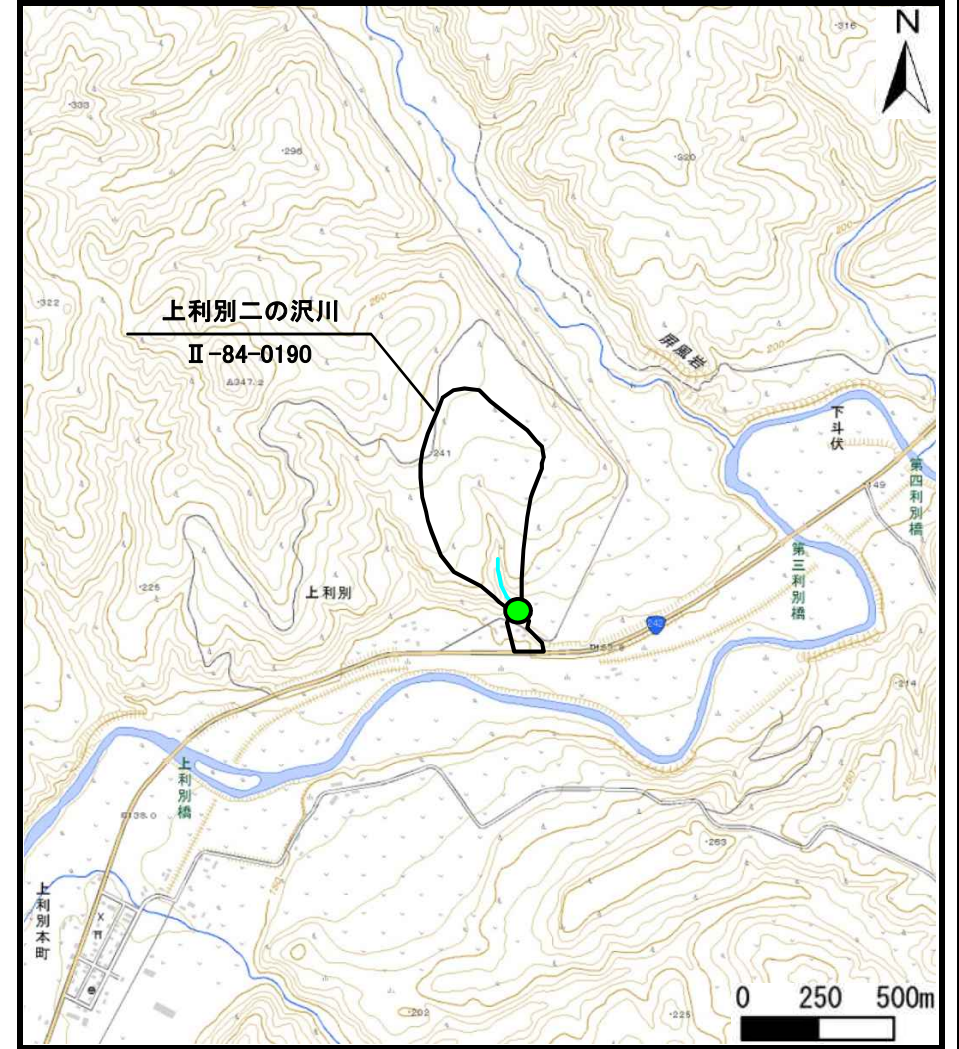 N
・316
・333
・296
・320
200
・322
250
上利別二の沢川
Ⅱ-84-0190
屏風岩
200
△347.2
下斗伏
・241
第四利別橋
・149
第三利別橋
・225
上利別
242
・214
上利別橋
・263
上利別本町
・202
・225
0 250 500m